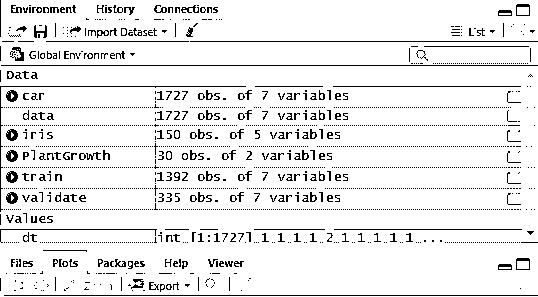 Environment History Connections
Import Dataset List
Global Environment
Data
car 1727 obs. of 7 variables
data 1727 obs. of 7 variables
iris 150 obs. of 5 variables
PlantGrowth 30 obs. of 2 variables
train 1392 obs. of 7 variables
validate 335 obs. of 7 variables
Values
dt int [1:1727] 1 1 1 1 2 1 1 1 1 1 ...
Files Plots Packages Help Viewer
Export